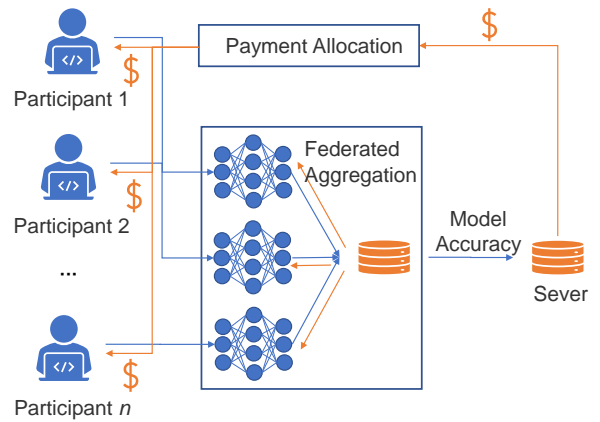 $
Payment Allocation
$
</>
Participant 1
Federated
Aggregation
</>
$
Participant 2
Model
Accuracy
...
Sever
</>
$
Participant n